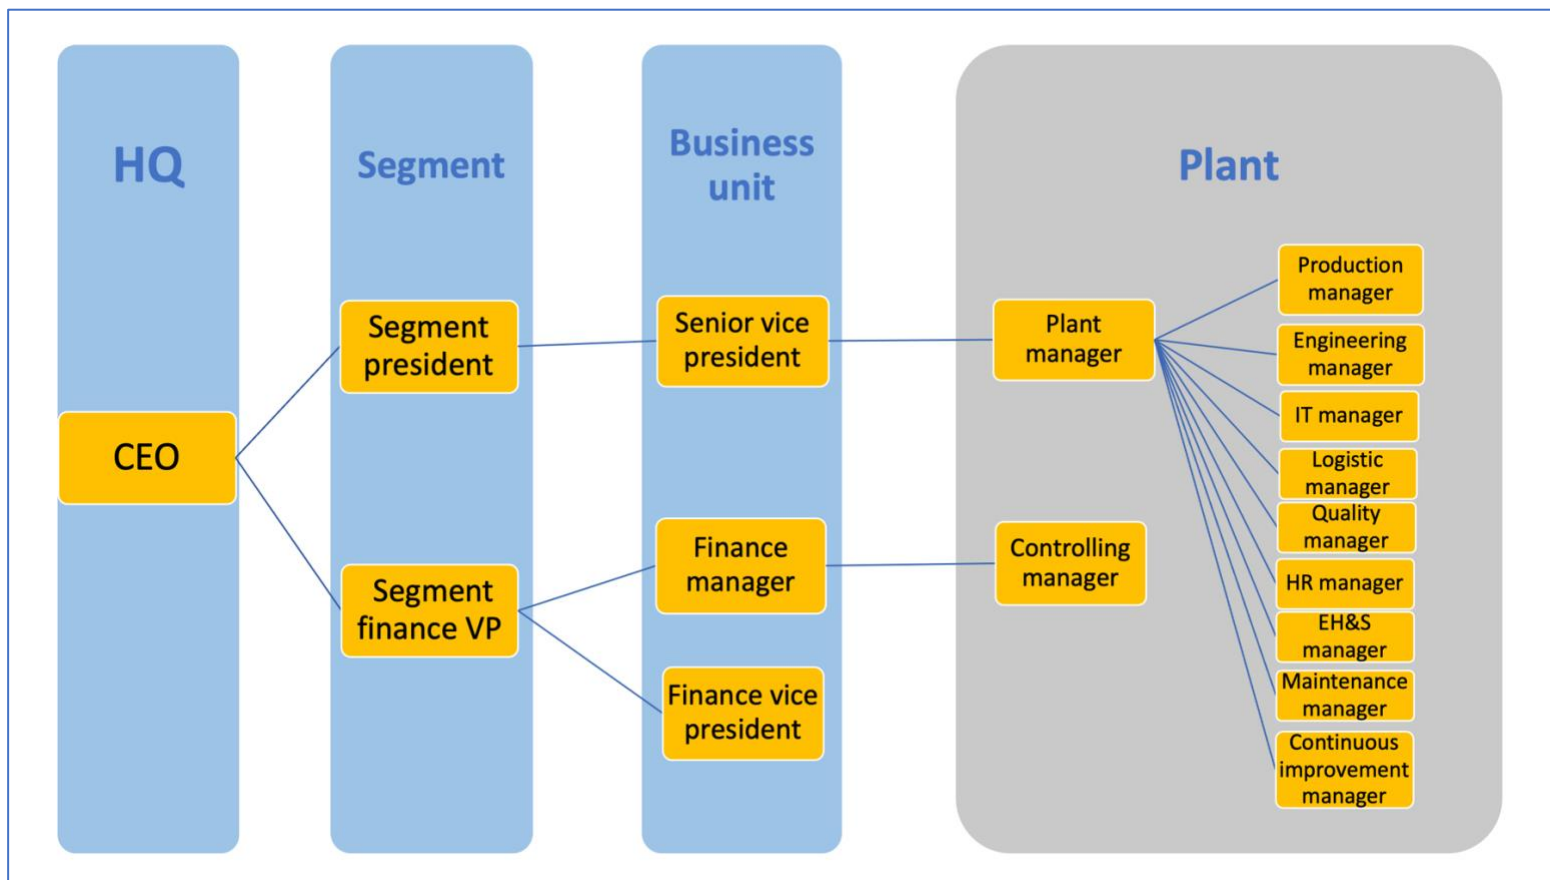 HQ
Segment
Business
unit
Plant
CEO
Segment
president
Segment
finance VP
Senior vice
president
Finance
manager
Finance vice
president
Plant
manager
Controlling
manager
Production
manager
Engineering
manager
IT manager
Logistic
manager
Quality
manager
HR manager
EH&S
manager
Maintenance
manager
Continuous
improvement
manager